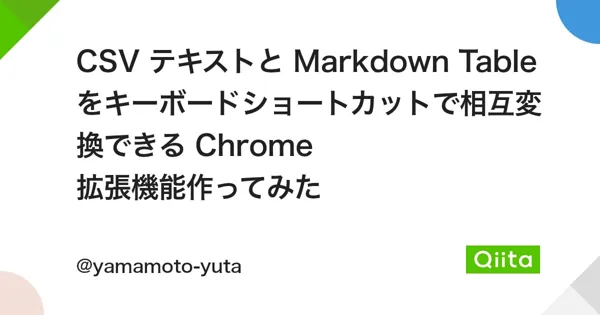 CSV テキストと Markdown Table
をキーボードショートカットで相互変
換できる Chrome
拡張機能作ってみた
@yamamoto-yuta
Qiita